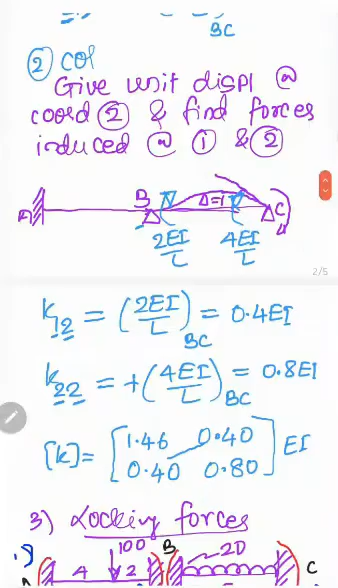 BC
② col
Give unit displ @
coord ② & find forces
induced @ ① & ②
A B Δ=1 C
2EI/L 4EI/L
2/5
K12 = (2EI/L)BC = 0.4EI
K22 = +(4EI/L)BC = 0.8EI
[K] = [1.46 0.40
0.40 0.80] EI
3) Locking forces
100 B 20
A 4 2 C